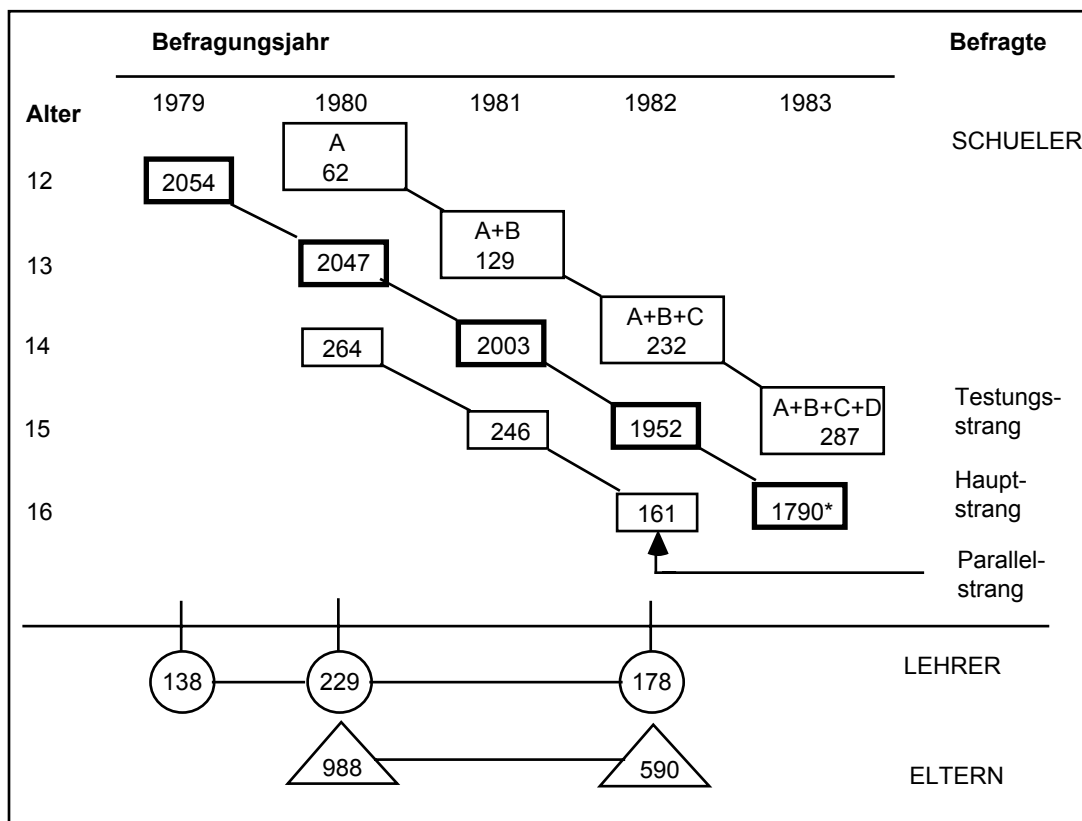 Befragungsjahr Befragte
Alter 1979 1980 1981 1982 1983
A SCHUELER
12 2054 62
A+B
13 2047 129
A+B+C
14 264 2003 232
A+B+C+D Testungs-
15 246 1952 287 strang
Haupt-
16 161 1790* strang
Parallel-
strang
138 229 178 LEHRER
988 590 ELTERN